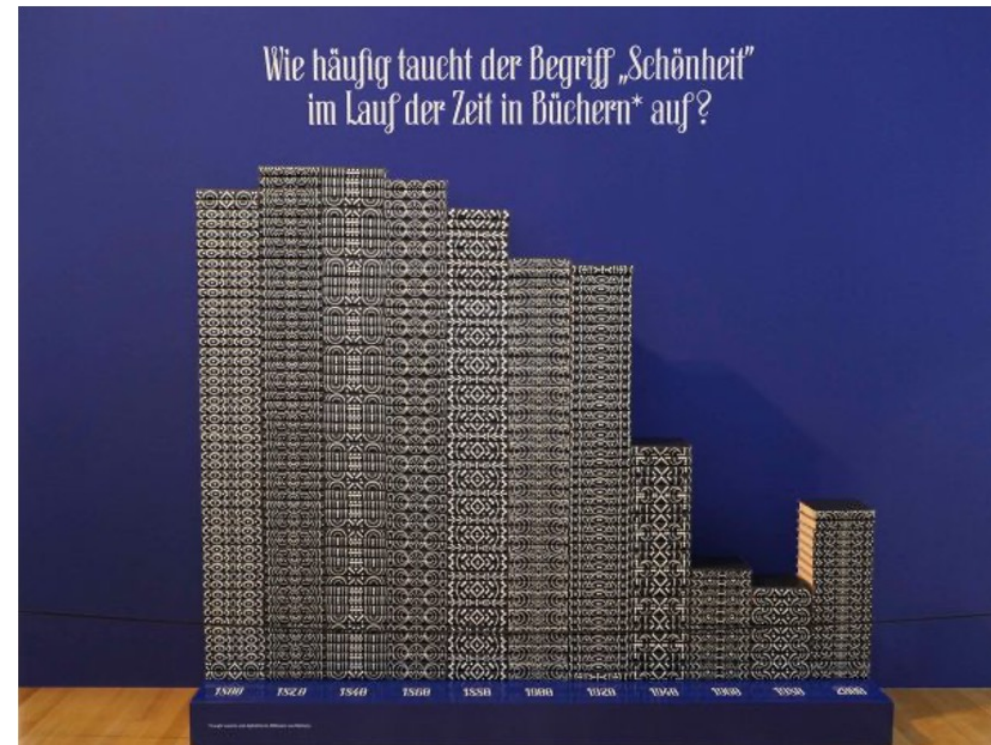 Wie häufig taucht der Begriff „Schönheit”
im Lauf der Zeit in Büchern* auf?
1800 1820 1840 1860 1880 1900 1920 1940 1960 1980 2000